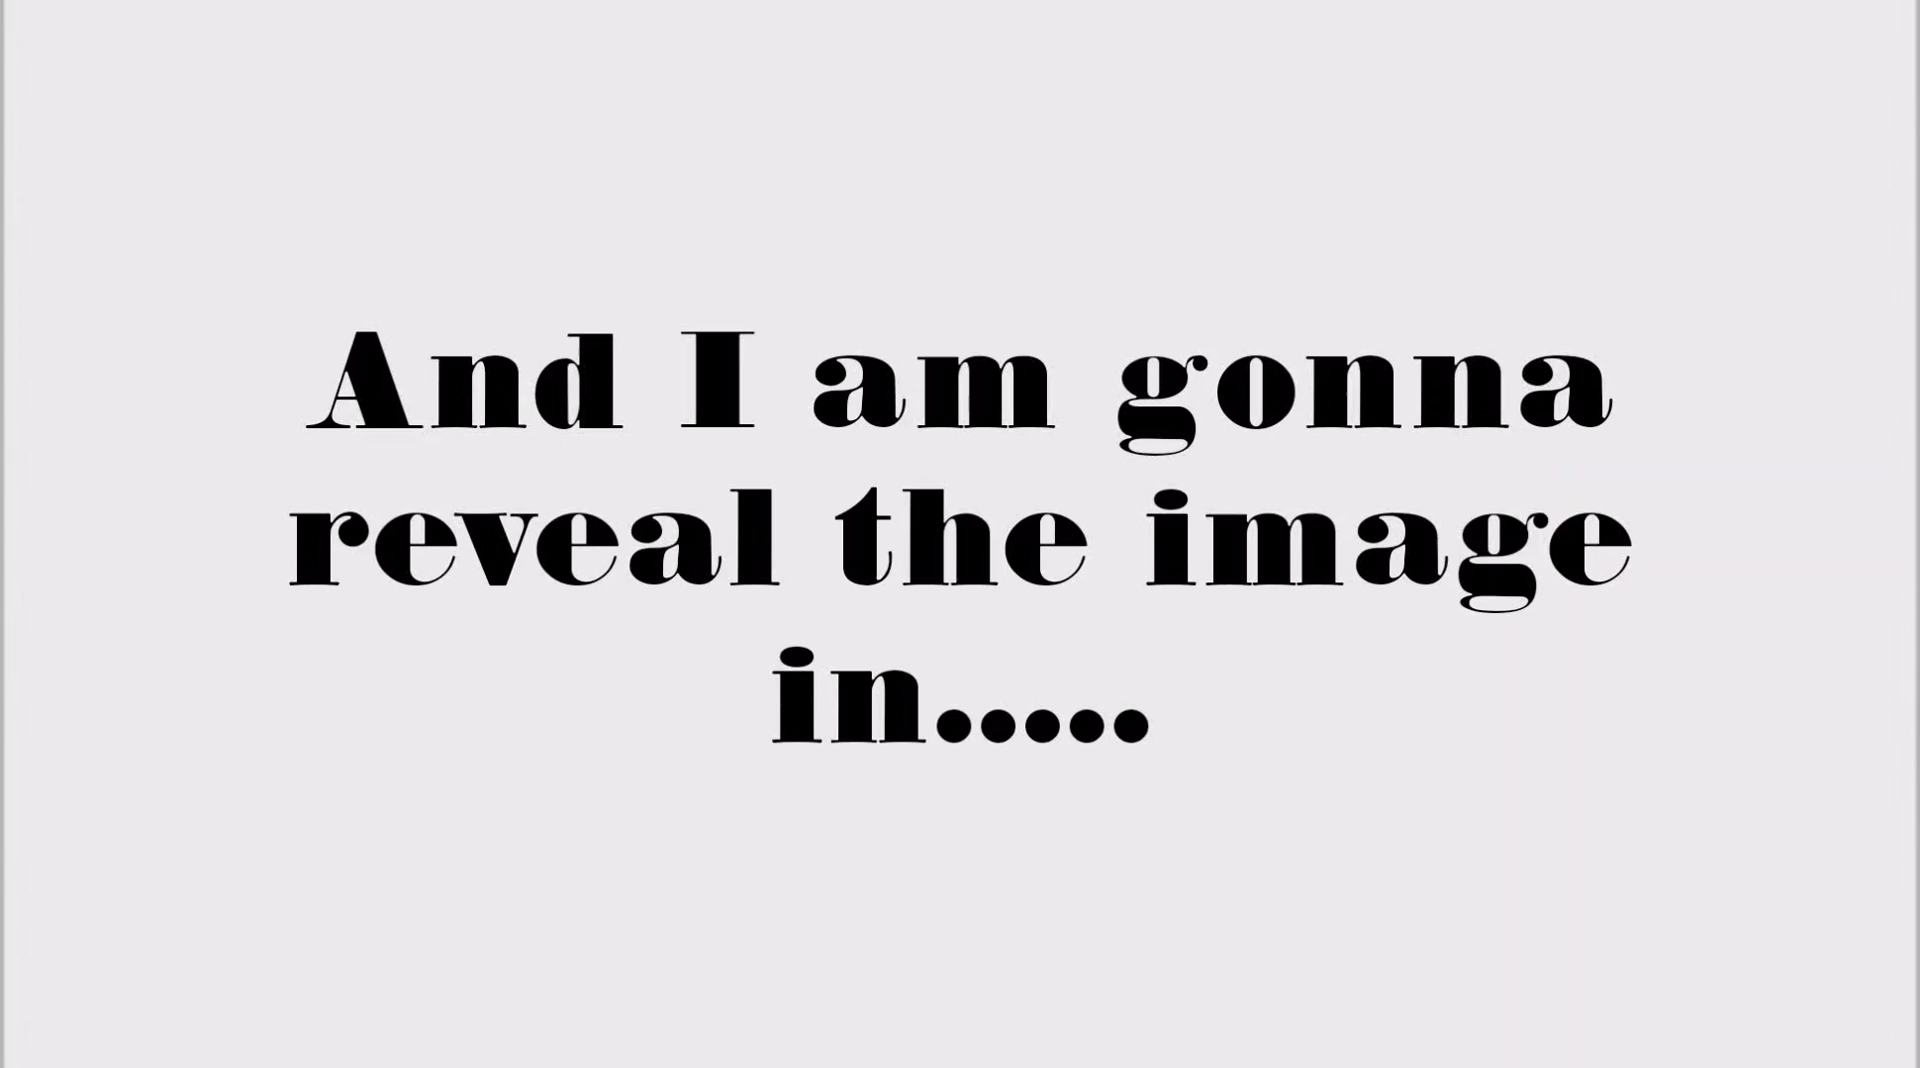 And I am gonna
reveal the image
in.....